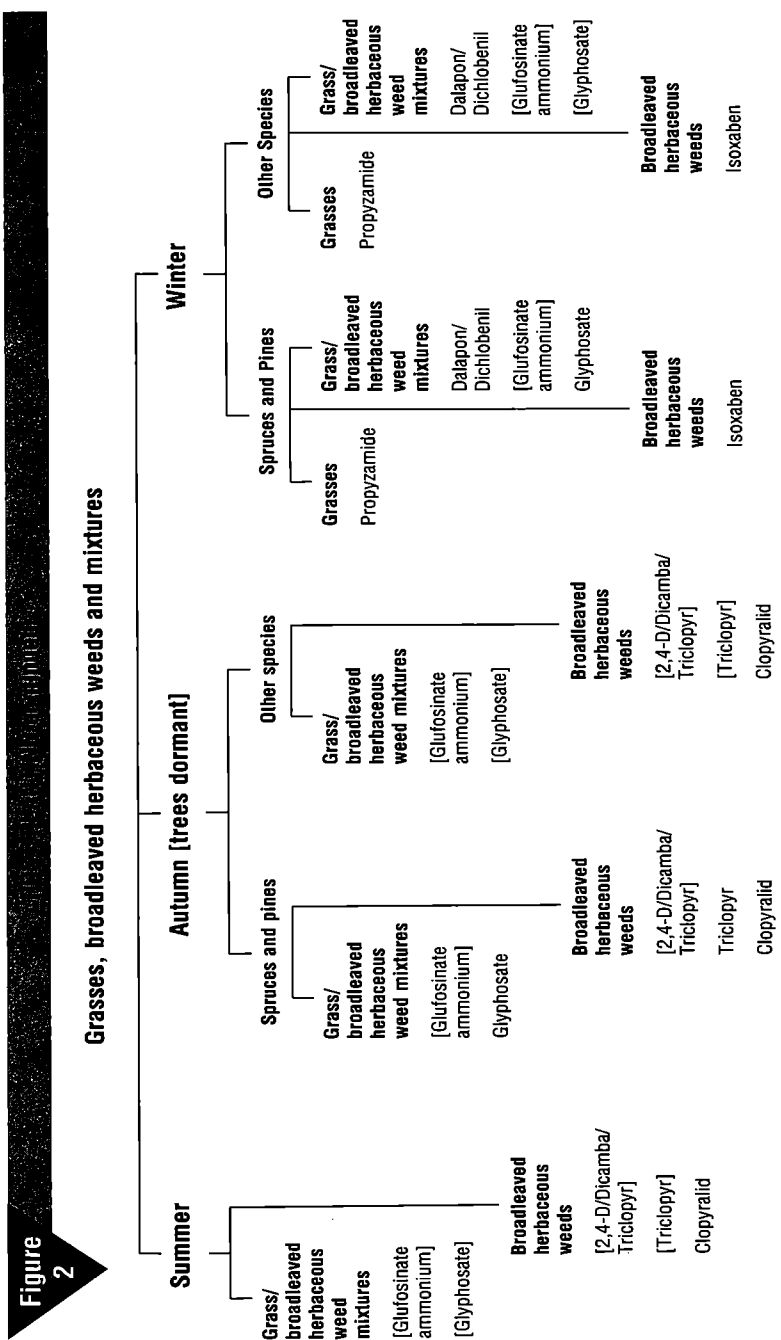 Figure
2
Grasses, broadleaved herbaceous weeds and mixtures
Summer
Grass/
broadleaved
herbaceous
weed
mixtures
[Glufosinate
ammonium]
[Glyphosate]
Broadleaved
herbaceous
weeds
[2,4-D/Dicamba/
Triclopyr]
[Triclopyr]
Clopyralid
Autumn [trees dormant]
Spruces and pines
Grass/
broadleaved
herbaceous
weed mixtures
[Glufosinate
ammonium]
Glyphosate
Broadleaved
herbaceous
weeds
[2,4-D/Dicamba/
Triclopyr]
Triclopyr
Clopyralid
Other species
Grass/
broadleaved
herbaceous
weed mixtures
[Glufosinate
ammonium]
[Glyphosate]
Broadleaved
herbaceous
weeds
[2,4-D/Dicamba/
Triclopyr]
[Triclopyr]
Clopyralid
Winter
Spruces and Pines
Grasses
Propyzamide
Grass/
broadleaved
herbaceous
weed
mixtures
Dalapon/
Dichlobenil
[Glufosinate
ammonium]
Glyphosate
Broadleaved
herbaceous
weeds
Isoxaben
Other Species
Grasses
Propyzamide
Grass/
broadleaved
herbaceous
weed
mixtures
Dalapon/
Dichlobenil
[Glufosinate
ammonium]
[Glyphosate]
Broadleaved
herbaceous
weeds
Isoxaben